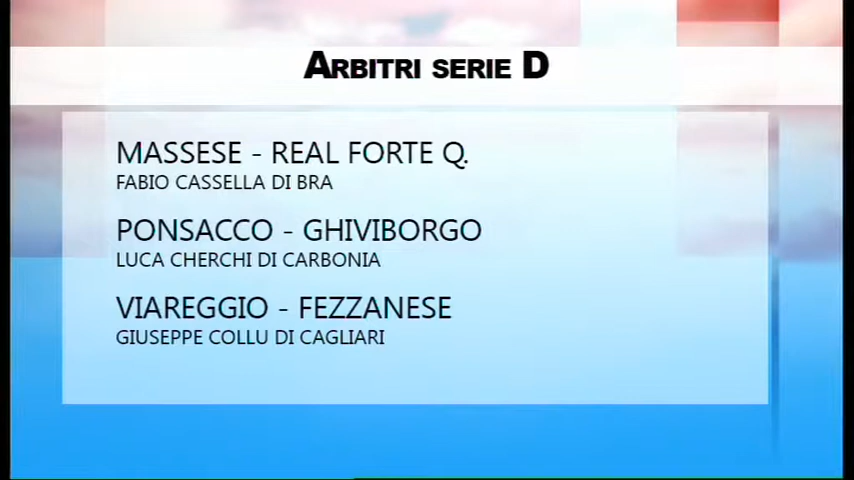 ARBITRI SERIE D
MASSESE - REAL FORTE Q.
FABIO CASSELLA DI BRA
PONSACCO - GHIVIBORGO
LUCA CHERCHI DI CARBONIA
VIAREGGIO - FEZZANESE
GIUSEPPE COLLU DI CAGLIARI